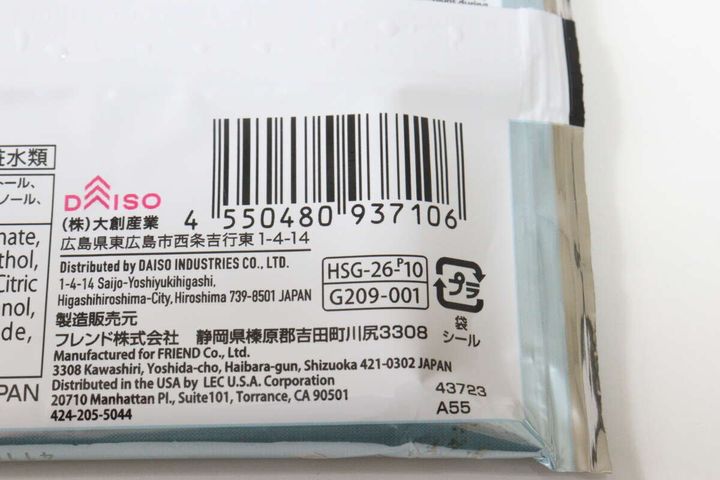 during
粧水類
ール、
ノール、
nate,
thol,
Citric
nol,
de,
PAN
DAISO
(株)大創産業
4 550480 937106
広島県東広島市西条吉行東1-4-14
Distributed by DAISO INDUSTRIES CO., LTD.
1-4-14 Saijo-Yoshiyukihigashi,
Higashihiroshima-City, Hiroshima 739-8501 JAPAN
HSG-26-P10
G209-001
プラ
袋
シール
製造販売元
フレンド株式会社 静岡県榛原郡吉田町川尻3308
Manufactured for FRIEND Co., Ltd.
3308 Kawashiri, Yoshida-cho, Haibara-gun, Shizuoka 421-0302 JAPAN
Distributed in the USA by LEC U.S.A. Corporation
20710 Manhattan Pl., Suite101, Torrance, CA 90501
424-205-5044
43723
A55